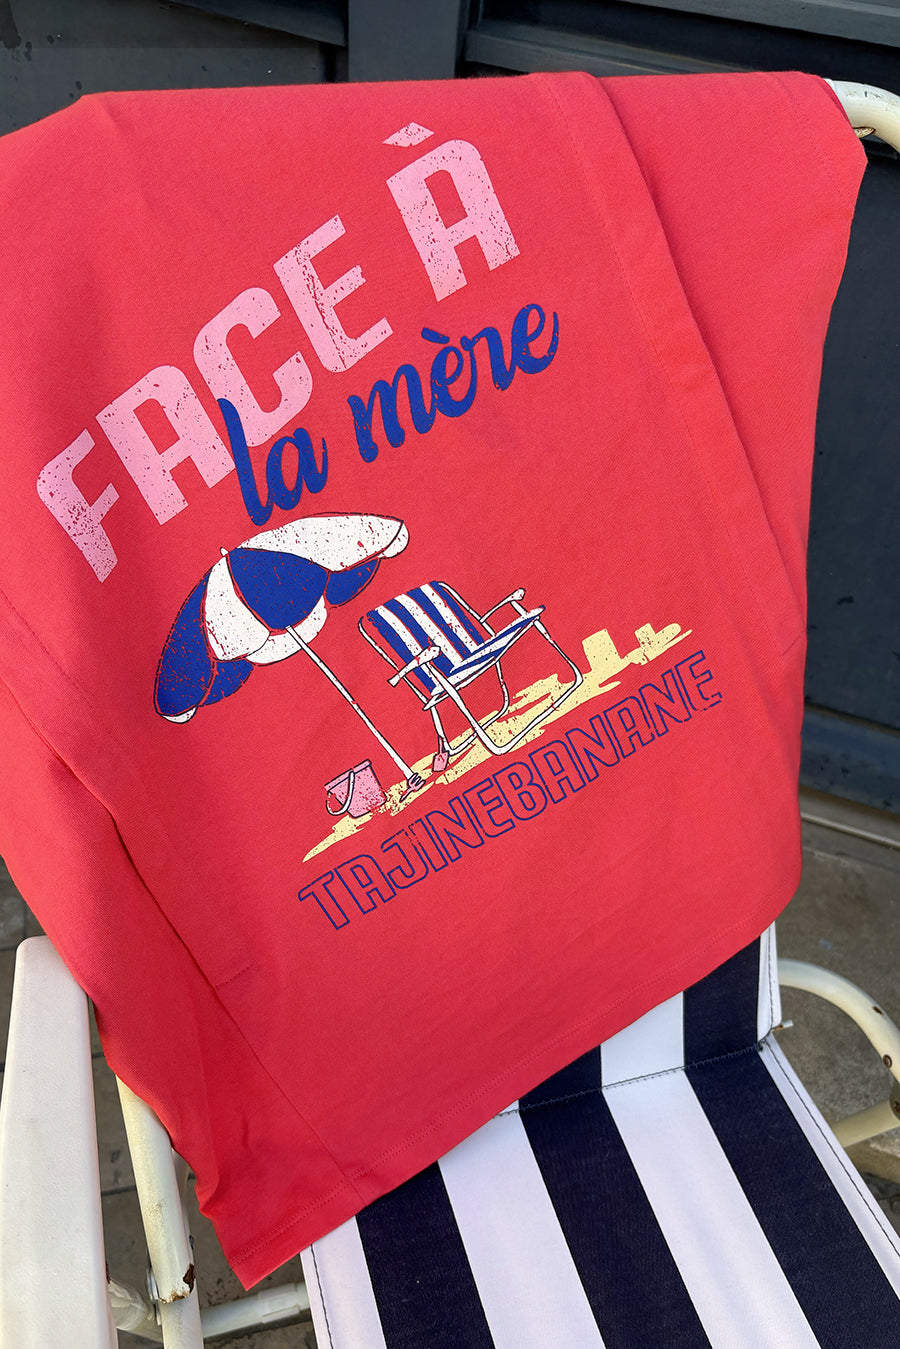 FACE À
la mère
TAJINEBANANE